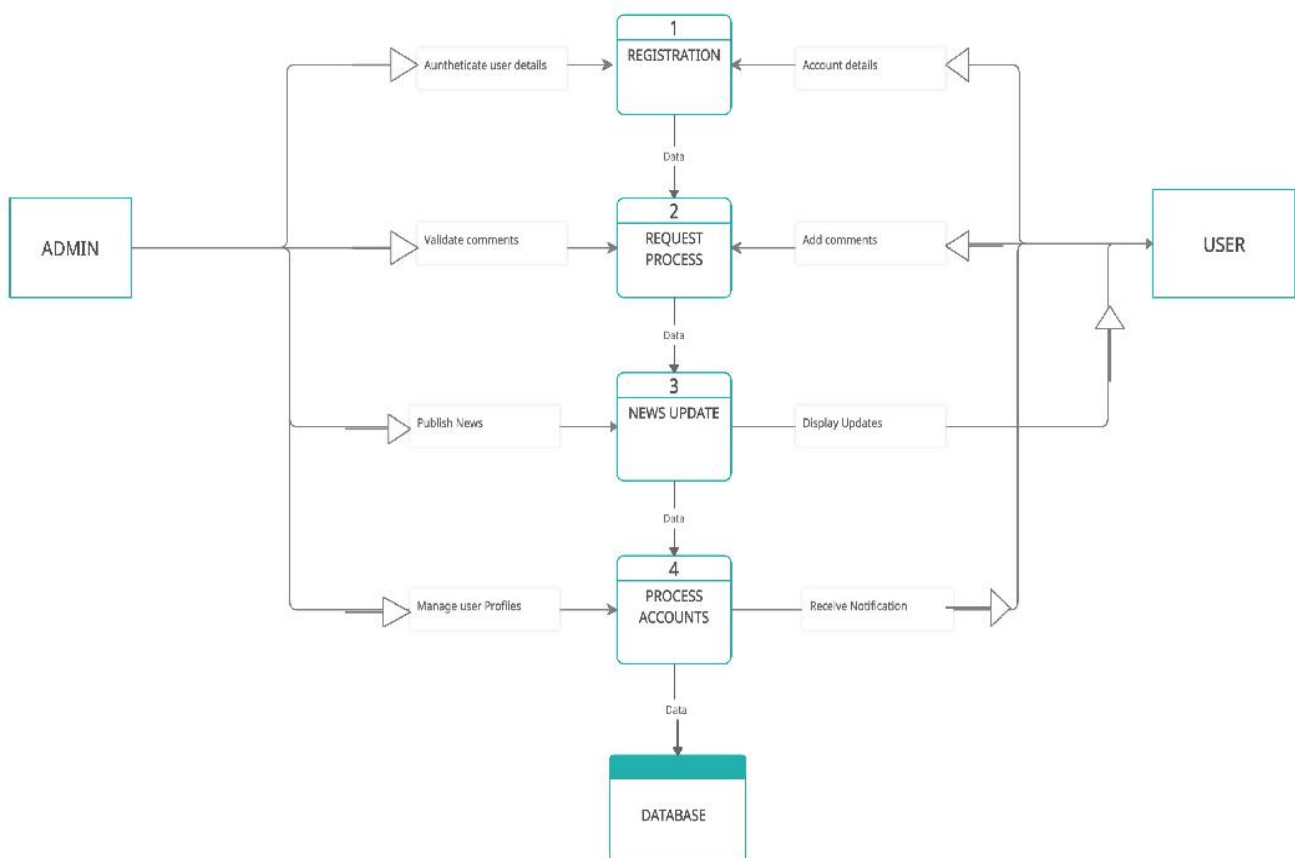 1
REGISTRATION
Auntheticate user details
Account details
Data
ADMIN
2
REQUEST
PROCESS
Validate comments
Add comments
USER
Data
3
NEWS UPDATE
Publish News
Display Updates
Data
4
PROCESS
ACCOUNTS
Manage user Profiles
Receive Notification
Data
DATABASE